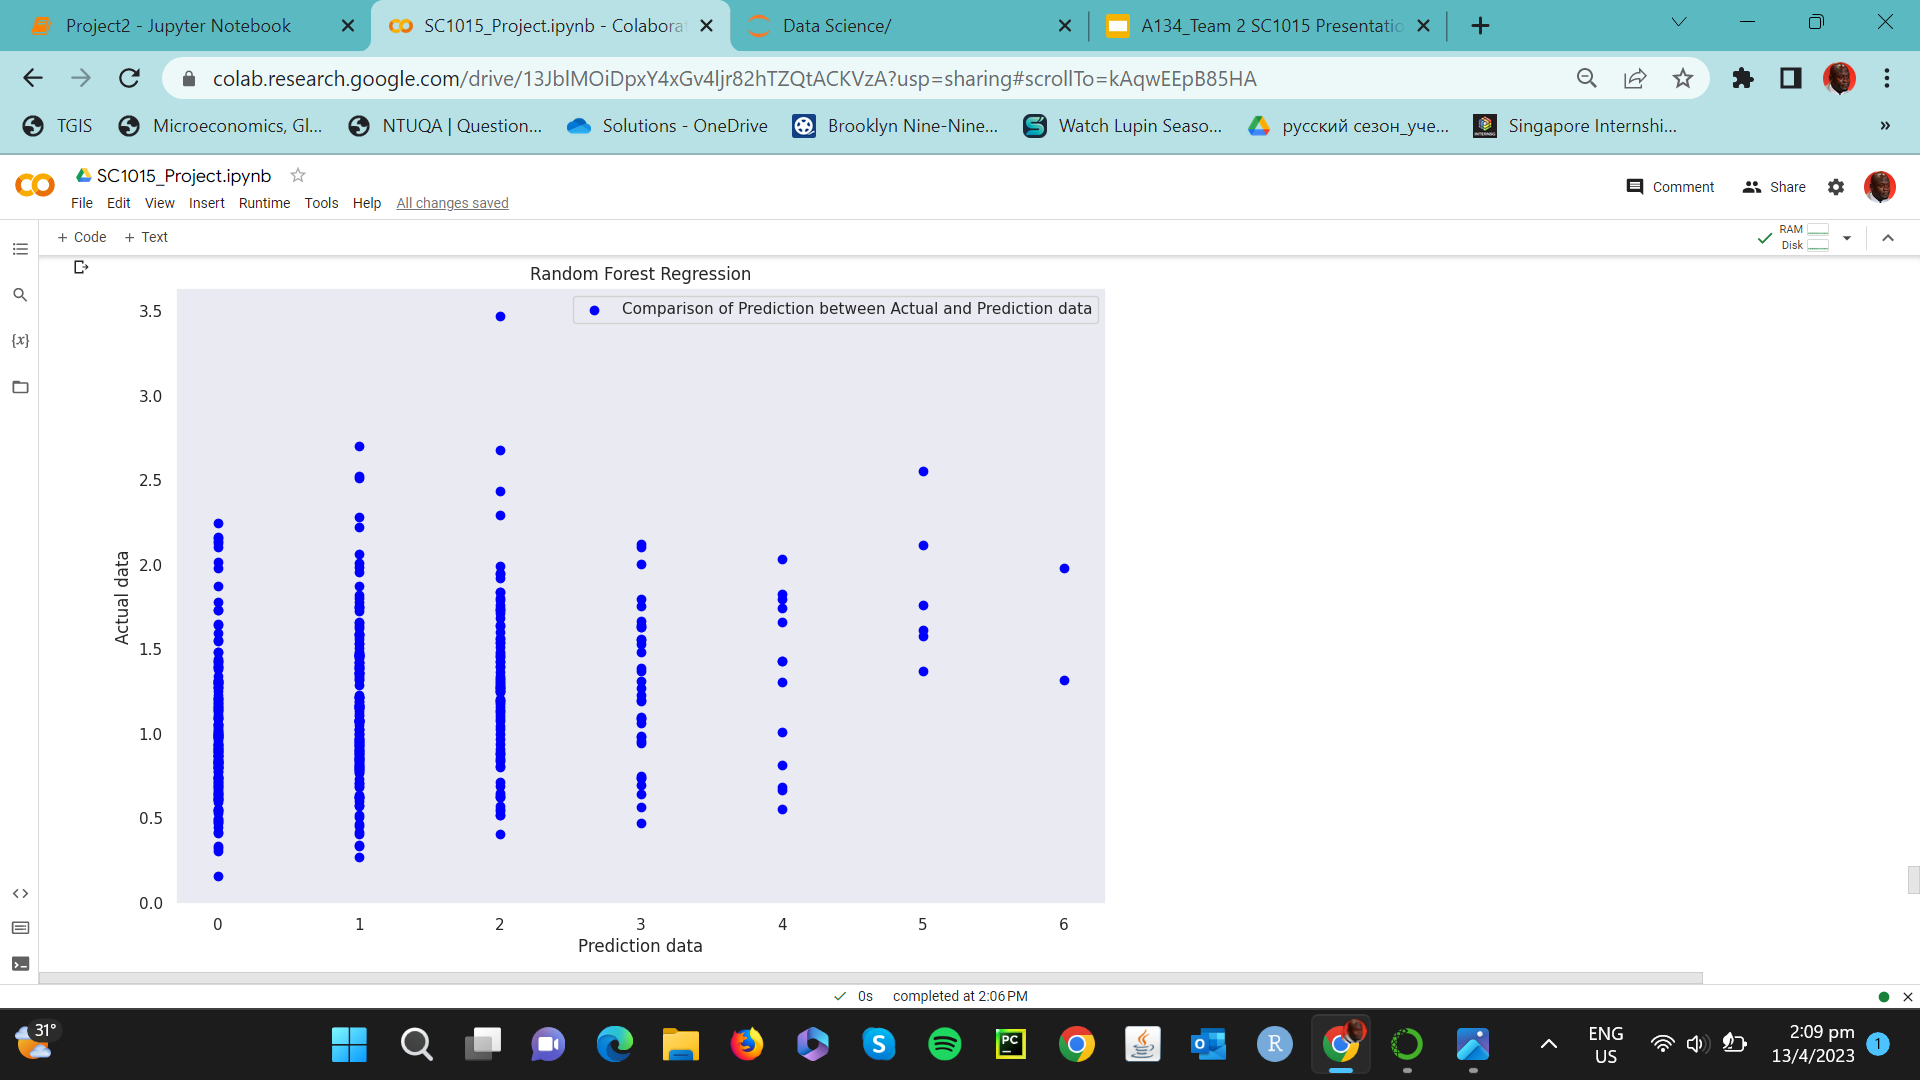 Project2 - Jupyter Notebook
SC1015_Project.ipynb - Colaborat
Data Science/
A134_Team 2 SC1015 Presentatio
colab.research.google.com/drive/13JblMOiDpxY4xGv4ljr82hTZQtACKVzA?usp=sharing#scrollTo=kAqwEEpB85HA
TGIS
Microeconomics, Gl...
NTUQA | Question...
Solutions - OneDrive
Brooklyn Nine-Nine...
Watch Lupin Seaso...
русский сезон_уче...
Singapore Internshi...
»
SC1015_Project.ipynb
File Edit View Insert Runtime Tools Help All changes saved
Comment
Share
+ Code + Text
RAM
Disk
{x}
Random Forest Regression
Comparison of Prediction between Actual and Prediction data
3.5
3.0
2.5
2.0
1.5
1.0
0.5
0.0
Actual data
0 1 2 3 4 5 6
Prediction data
0s completed at 2:06 PM
31°
PC
R
ENG
US
2:09 pm
13/4/2023
1